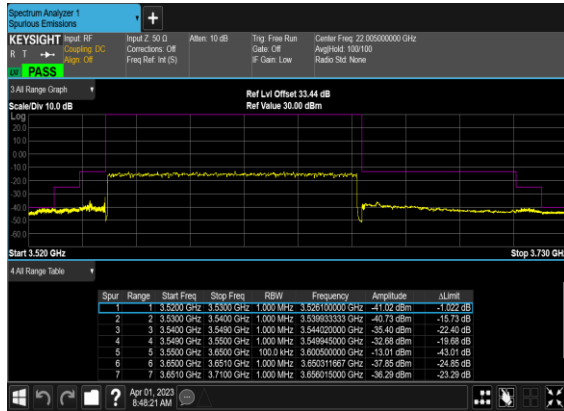 Spectrum Analyzer 1
Spurious Emissions
+
KEYSIGHT Input: RF Input Z: 50 Ω Atten: 10 dB Trig: Free Run Center Freq: 22.005000000 GHz
R T Coupling: DC Corrections: Off Gate: Off Avg|Hold: 100/100
Align: Off Freq Ref: Int (S) IF Gain: Low Radio Std: None
PASS
3 All Range Graph Ref Lvl Offset 33.44 dB
Scale/Div 10.0 dB Ref Value 30.00 dBm
Log
20.0
10.0
0.00
-10.0
-20.0
-30.0
-40.0
-50.0
-60.0
Start 3.520 GHz Stop 3.730 GH
4 All Range Table
Spur Range Start Freq Stop Freq RBW Frequency Amplitude ΔLimit
1 1 3.5200 GHz 3.5300 GHz 1.000 MHz 3.526100000 GHz -41.02 dBm -1.022 dB
2 2 3.5300 GHz 3.5400 GHz 1.000 MHz 3.539933333 GHz -40.73 dBm -15.73 dB
3 3 3.5400 GHz 3.5490 GHz 1.000 MHz 3.544020000 GHz -35.40 dBm -22.40 dB
4 4 3.5490 GHz 3.5500 GHz 1.000 MHz 3.549945000 GHz -32.68 dBm -19.68 dB
5 5 3.5500 GHz 3.6500 GHz 100.0 kHz 3.600500000 GHz -13.01 dBm -43.01 dB
6 6 3.6500 GHz 3.6510 GHz 1.000 MHz 3.650311667 GHz -37.85 dBm -24.85 dB
7 7 3.6510 GHz 3.7100 GHz 1.000 MHz 3.656015000 GHz -36.29 dBm -23.29 dB
? Apr 01, 2023
8:48:21 AM